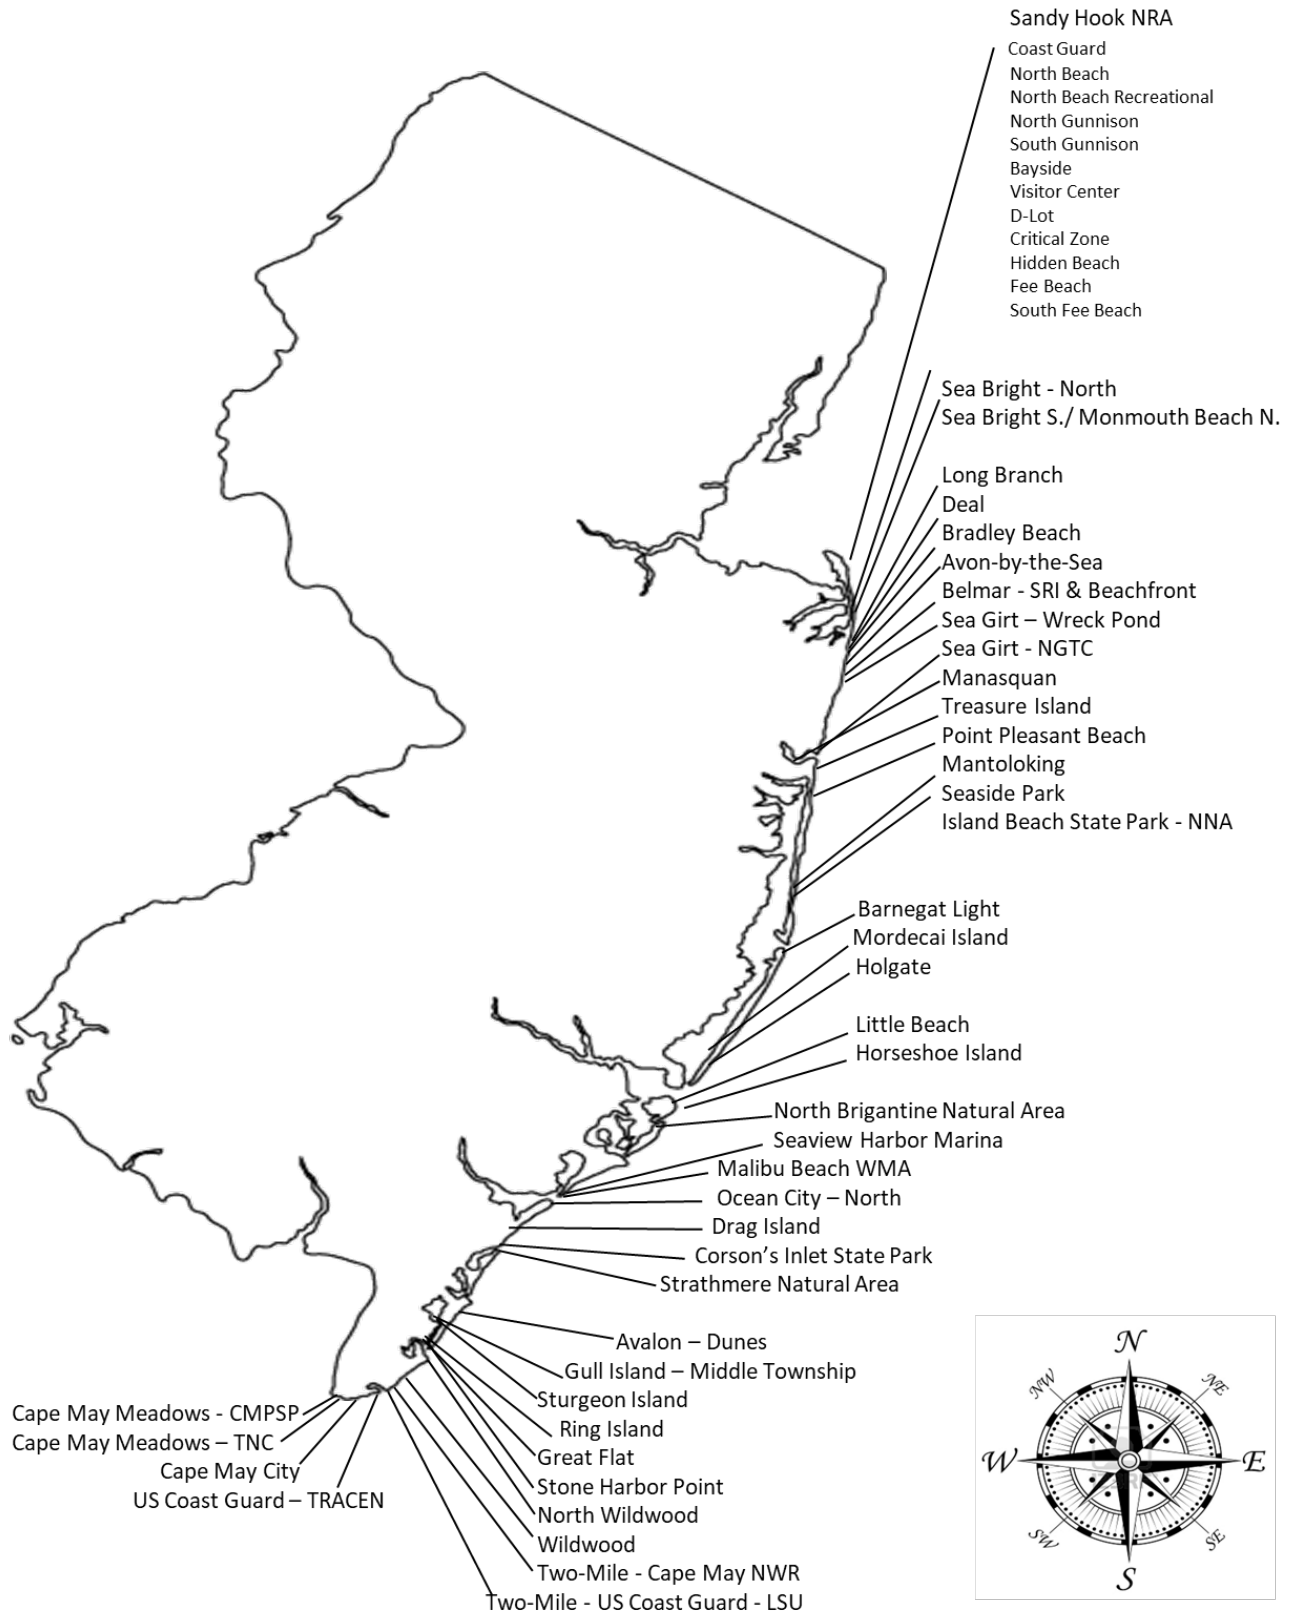 Sandy Hook NRA
Coast Guard
North Beach
North Beach Recreational
North Gunnison
South Gunnison
Bayside
Visitor Center
D-Lot
Critical Zone
Hidden Beach
Fee Beach
South Fee Beach
Sea Bright - North
Sea Bright S./ Monmouth Beach N.
Long Branch
Deal
Bradley Beach
Avon-by-the-Sea
Belmar - SRI & Beachfront
Sea Girt – Wreck Pond
Sea Girt - NGTC
Manasquan
Treasure Island
Point Pleasant Beach
Mantoloking
Seaside Park
Island Beach State Park - NNA
Barnegat Light
Mordecai Island
Holgate
Little Beach
Horseshoe Island
North Brigantine Natural Area
Seaview Harbor Marina
Malibu Beach WMA
Ocean City – North
Drag Island
Corson’s Inlet State Park
Strathmere Natural Area
Avalon – Dunes
Gull Island – Middle Township
Sturgeon Island
Ring Island
Great Flat
Stone Harbor Point
North Wildwood
Wildwood
Two-Mile - Cape May NWR
Two-Mile - US Coast Guard - LSU
Cape May Meadows - CMPSP
Cape May Meadows – TNC
Cape May City
US Coast Guard – TRACEN
N
NW
NE
W
E
SW
SE
S